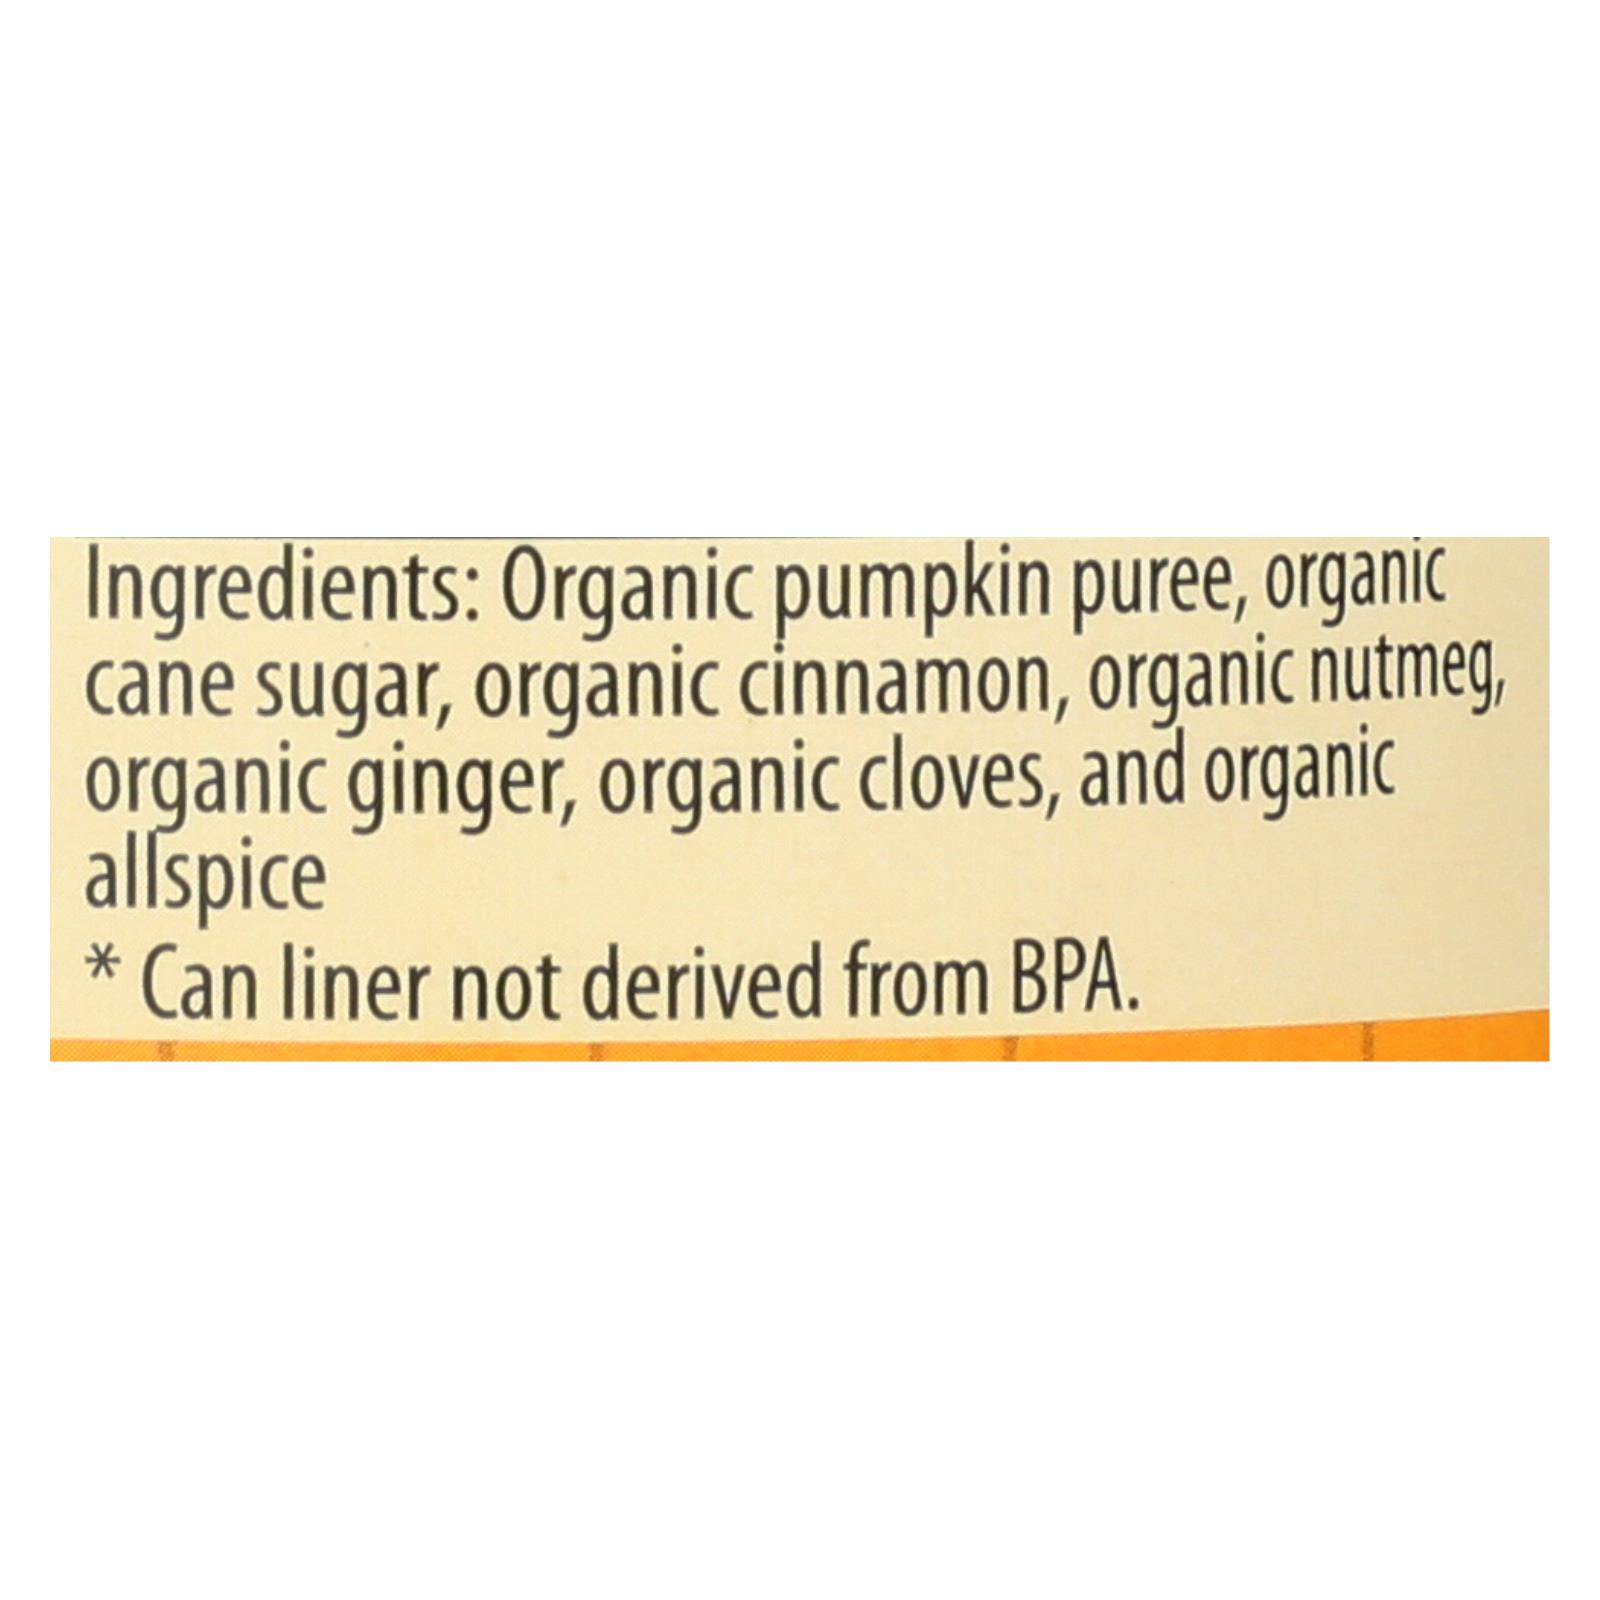 Ingredients: Organic pumpkin puree, organic
cane sugar, organic cinnamon, organic nutmeg,
organic ginger, organic cloves, and organic
allspice
* Can liner not derived from BPA.